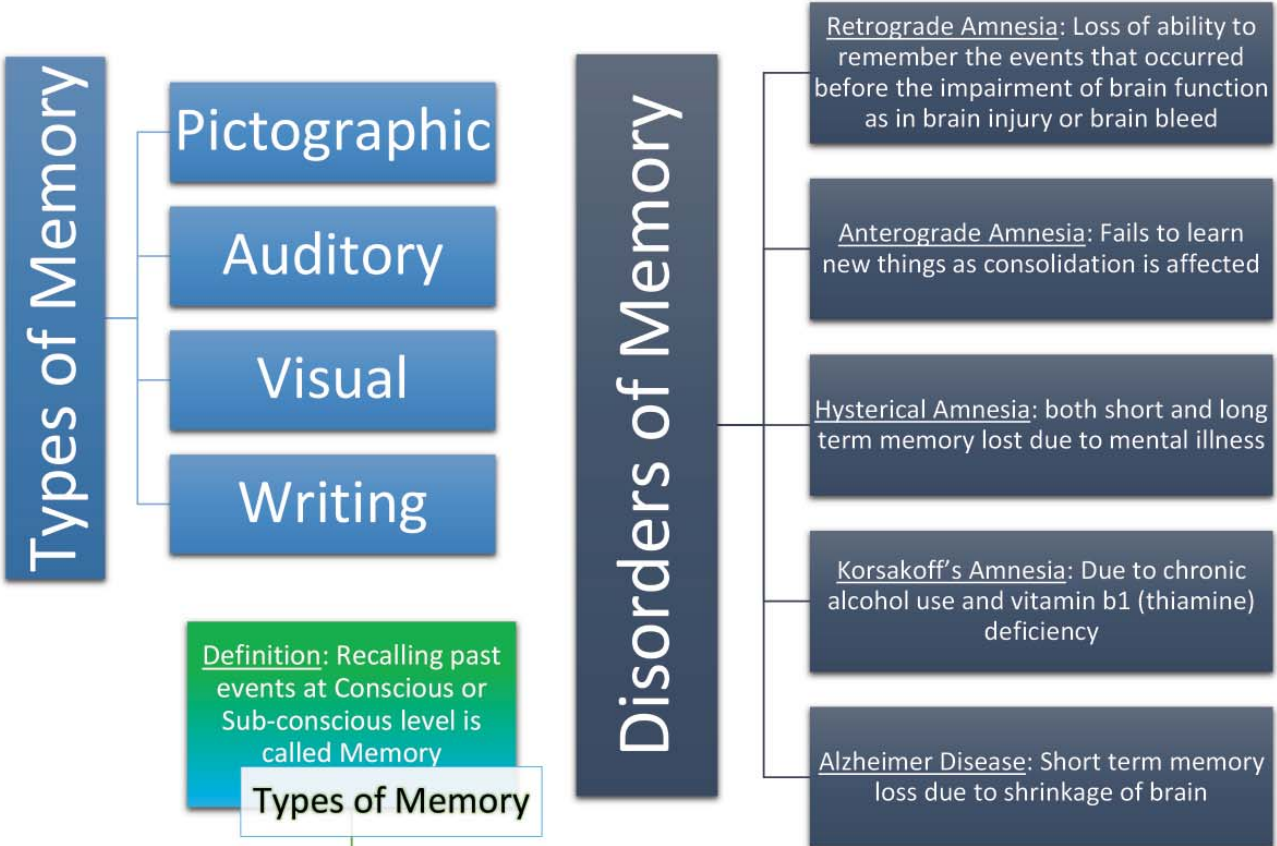 Types of Memory
Pictographic
Auditory
Visual
Writing
Definition: Recalling past
events at Conscious or
Sub-conscious level is
called Memory
Types of Memory
Disorders of Memory
Retrograde Amnesia: Loss of ability to
remember the events that occurred
before the impairment of brain function
as in brain injury or brain bleed
Anterograde Amnesia: Fails to learn
new things as consolidation is affected
Hysterical Amnesia: both short and long
term memory lost due to mental illness
Korsakoff’s Amnesia: Due to chronic
alcohol use and vitamin b1 (thiamine)
deficiency
Alzheimer Disease: Short term memory
loss due to shrinkage of brain